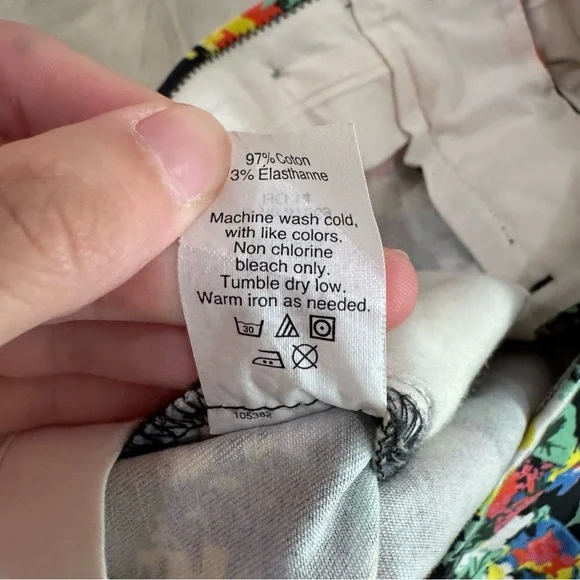 97% Coton
3% Élasthanne
Machine wash cold,
with like colors.
Non chlorine
bleach only.
Tumble dry low.
Warm iron as needed.
30
105382